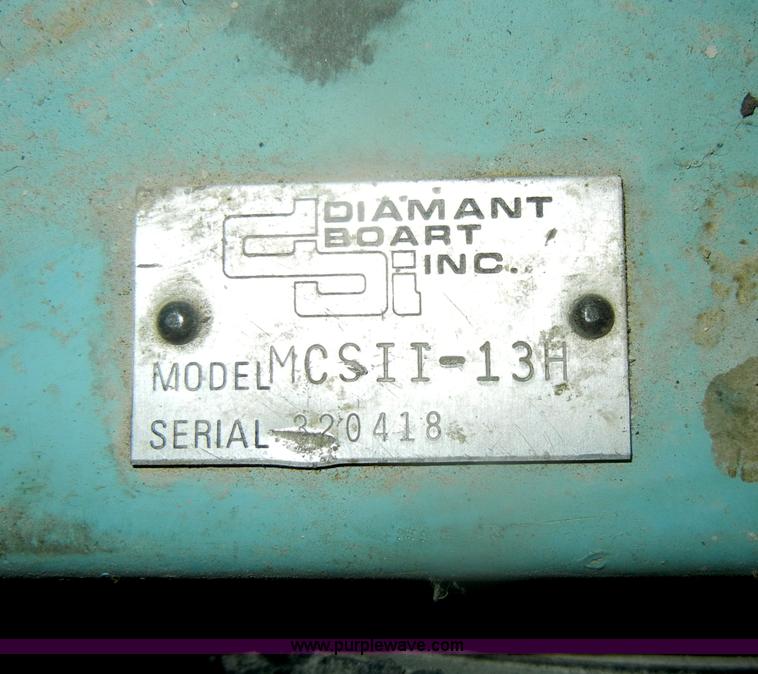 DIAMANT
BOART
INC.
MODEL MCSII-13H
SERIAL 320418
www.purplewave.com